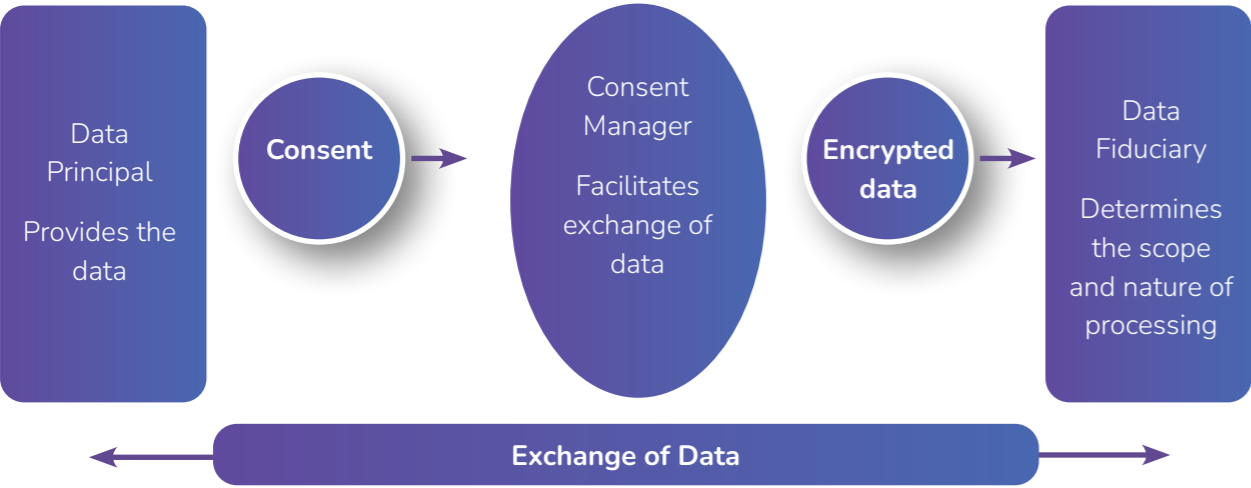 Data
Principal
Provides the
data
Consent
Consent
Manager
Facilitates
exchange of
data
Encrypted
data
Data
Fiduciary
Determines
the scope
and nature of
processing
Exchange of Data